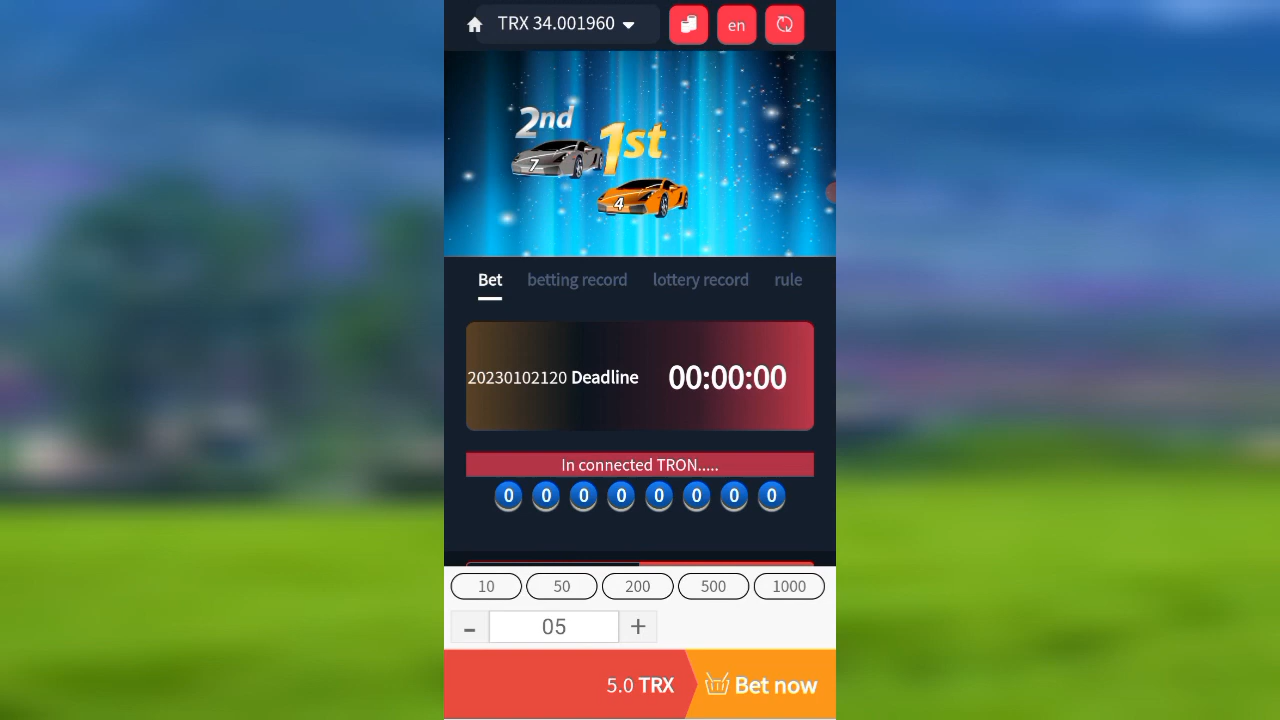 TRX 34.001960
en
2nd
1st
7
4
Bet betting record lottery record rule
20230102120 Deadline 00:00:00
In connected TRON.....
0 0 0 0 0 0 0 0
10 50 200 500 1000
- 05 +
5.0 TRX Bet now